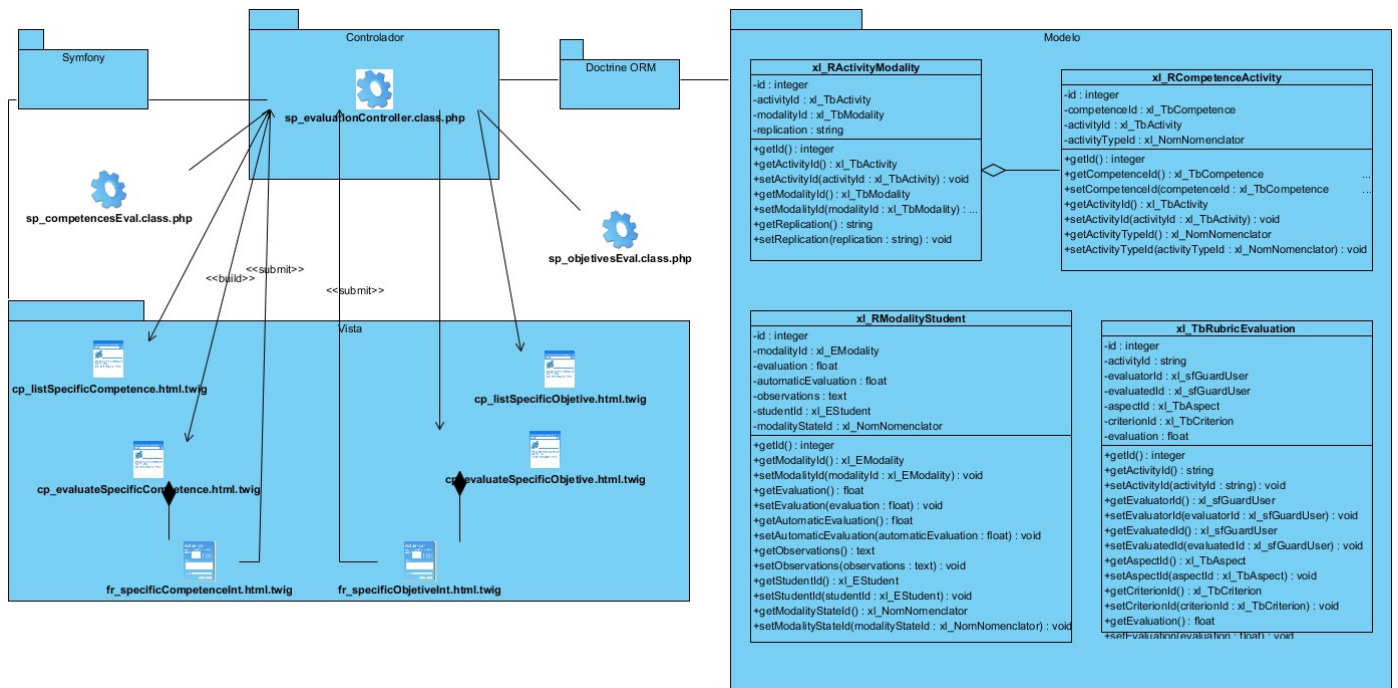 Symfony
Controlador
sp_evaluationController.class.php
Doctrine ORM
sp_competencesEval.class.php
sp_objetivesEval.class.php
<<build>>
<<submit>>
<<submit>>
Vista
cp_listSpecificCompetence.html.twig
cp_listSpecificObjetive.html.twig
cp_evaluateSpecificCompetence.html.twig
cp_evaluateSpecificObjetive.html.twig
fr_specificCompetenceInt.html.twig
fr_specificObjetiveInt.html.twig
Modelo
xl_RActivityModality
-id : integer
-activityId : xl_TbActivity
-modalityId : xl_TbModality
-replication : string
+getId() : integer
+getActivityId() : xl_TbActivity
+setActivityId(activityId : xl_TbActivity) : void
+getModalityId() : xl_TbModality
+setModalityId(modalityId : xl_TbModality) : ...
+getReplication() : string
+setReplication(replication : string) : void
xl_RCompetenceActivity
-id : integer
-competenceId : xl_TbCompetence
-activityId : xl_TbActivity
-activityTypeId : xl_NomNomenclator
+getId() : integer
+getCompetenceId() : xl_TbCompetence ...
+setCompetenceId(competenceId : xl_TbCompetence ...
+getActivityId() : xl_TbActivity
+setActivityId(activityId : xl_TbActivity) : void
+getActivityTypeId() : xl_NomNomenclator
+setActivityTypeId(activityTypeId : xl_NomNomenclator) : void
xl_RModalityStudent
-id : integer
-modalityId : xl_EModality
-evaluation : float
-automaticEvaluation : float
-observations : text
-studentId : xl_EStudent
-modalityStateId : xl_NomNomenclator
+getId() : integer
+getModalityId() : xl_EModality
+setModalityId(modalityId : xl_EModality) : void
+getEvaluation() : float
+setEvaluation(evaluation : float) : void
+getAutomaticEvaluation() : float
+setAutomaticEvaluation(automaticEvaluation : float) : void
+getObservations() : text
+setObservations(observations : text) : void
+getStudentId() : xl_EStudent
+setStudentId(studentId : xl_EStudent) : void
+getModalityStateId() : xl_NomNomenclator
+setModalityStateId(modalityStateId : xl_NomNomenclator) : void
xl_TbRubricEvaluation
-id : integer
-activityId : string
-evaluatorId : xl_sfGuardUser
-evaluatedId : xl_sfGuardUser
-aspectId : xl_TbAspect
-criterionId : xl_TbCriterion
-evaluation : float
+getId() : integer
+getActivityId() : string
+setActivityId(activityId : string) : void
+getEvaluatorId() : xl_sfGuardUser
+setEvaluatorId(evaluatorId : xl_sfGuardUser) : void
+getEvaluatedId() : xl_sfGuardUser
+setEvaluatedId(evaluatedId : xl_sfGuardUser) : void
+getAspectId() : xl_TbAspect
+setAspectId(aspectId : xl_TbAspect) : void
+getCriterionId() : xl_TbCriterion
+setCriterionId(criterionId : xl_TbCriterion) : void
+getEvaluation() : float
+setEvaluation(evaluation : float) : void